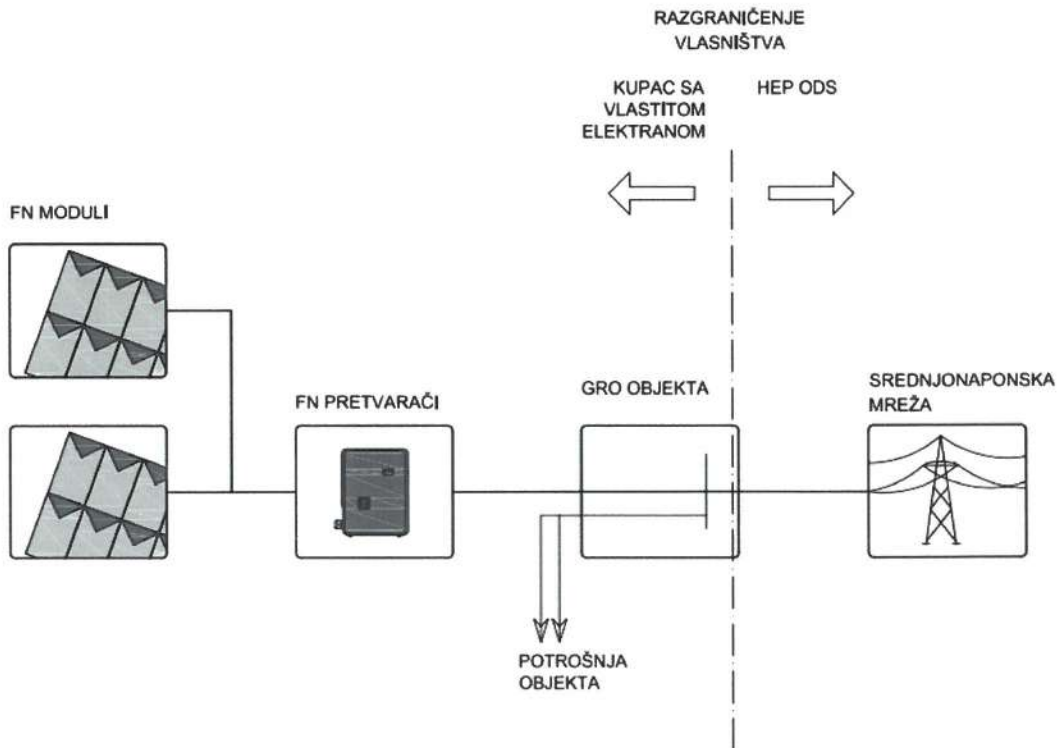 RAZGRANIČENJE
VLASNIŠTVA
KUPAC SA
VLASTITOM
ELEKTRANOM
HEP ODS
FN MODULI
FN PRETVARAČI
GRO OBJEKTA
SREDNJONAPONSKA
MREŽA
POTROŠNJA
OBJEKTA